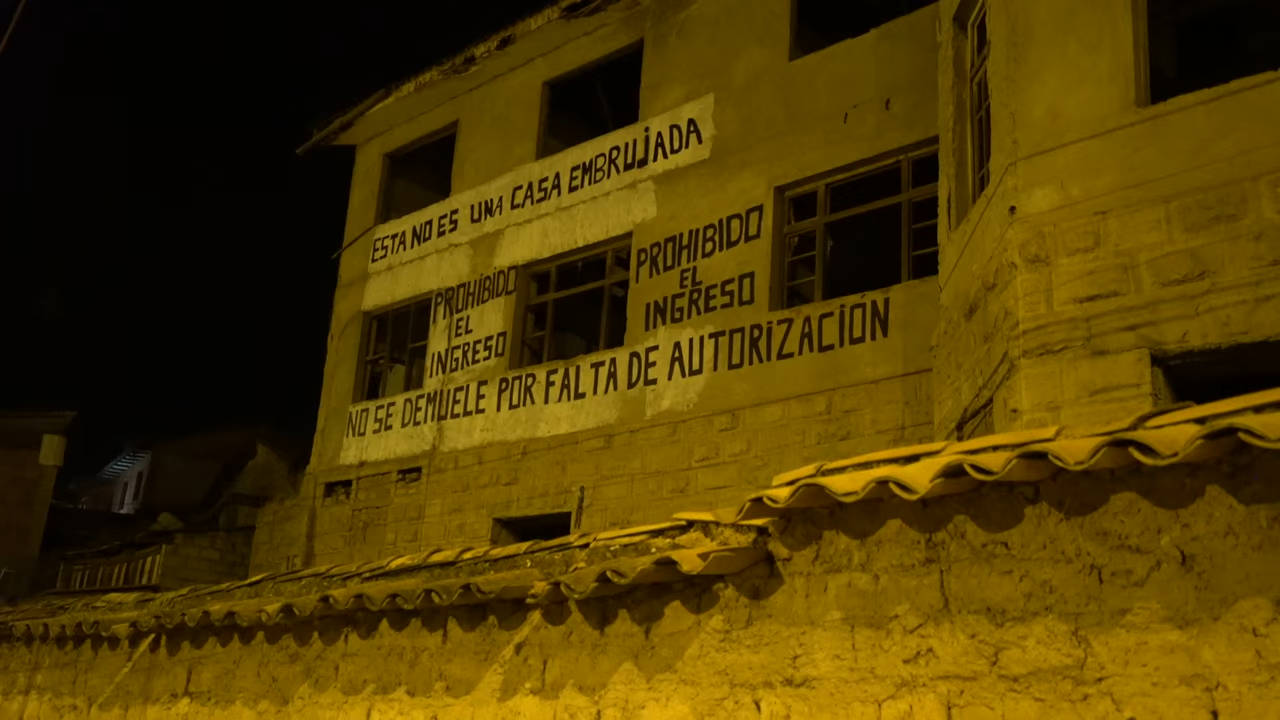 ESTA NO ES UNA CASA EMBRUJADA
PROHIBIDO
EL
INGRESO
PROHIBIDO
EL
INGRESO
NO SE DEMUELE POR FALTA DE AUTORIZACIÓN